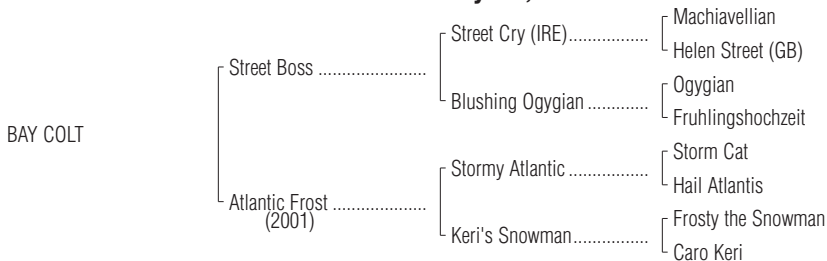 Machiavellian
Street Cry (IRE)..................
Helen Street (GB)
Street Boss ........................
Ogygian
Blushing Ogygian ..............
Fruhlingshochzeit
BAY COLT
Storm Cat
Stormy Atlantic ..................
Hail Atlantis
Atlantic Frost .....................
(2001)
Frosty the Snowman
Keri's Snowman.................
Caro Keri